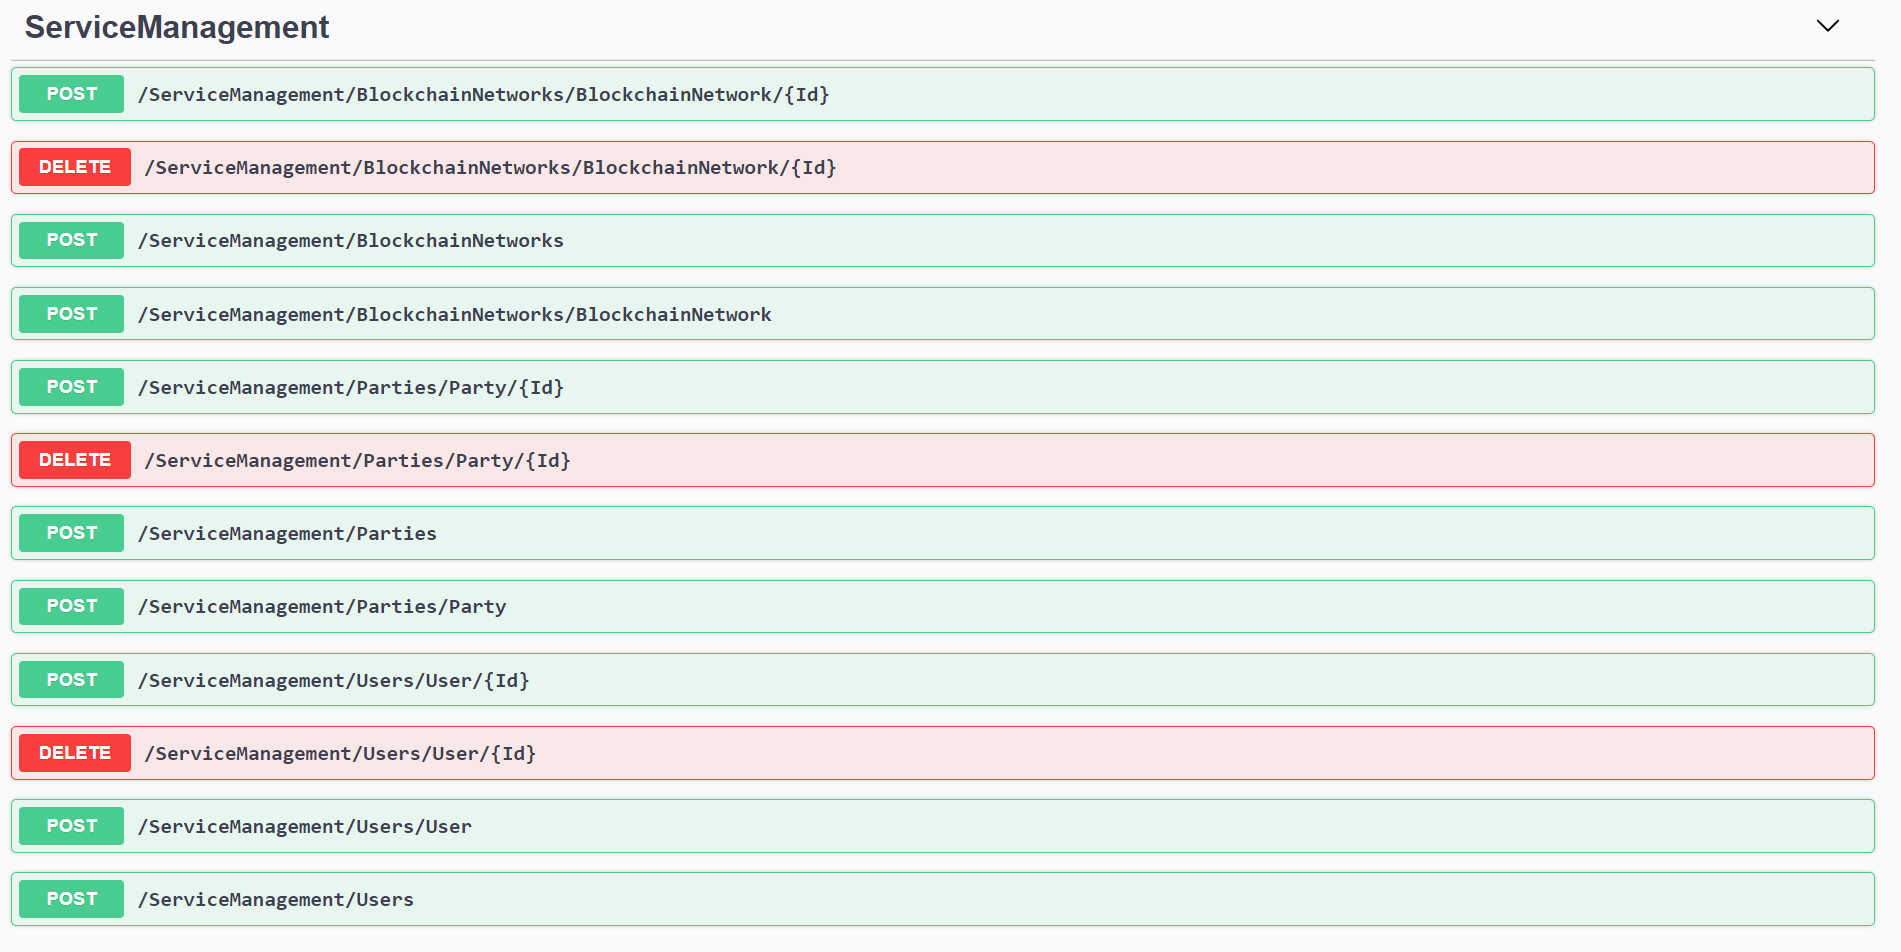 ServiceManagement
POST /ServiceManagement/BlockchainNetworks/BlockchainNetwork/{Id}
DELETE /ServiceManagement/BlockchainNetworks/BlockchainNetwork/{Id}
POST /ServiceManagement/BlockchainNetworks
POST /ServiceManagement/BlockchainNetworks/BlockchainNetwork
POST /ServiceManagement/Parties/Party/{Id}
DELETE /ServiceManagement/Parties/Party/{Id}
POST /ServiceManagement/Parties
POST /ServiceManagement/Parties/Party
POST /ServiceManagement/Users/User/{Id}
DELETE /ServiceManagement/Users/User/{Id}
POST /ServiceManagement/Users/User
POST /ServiceManagement/Users